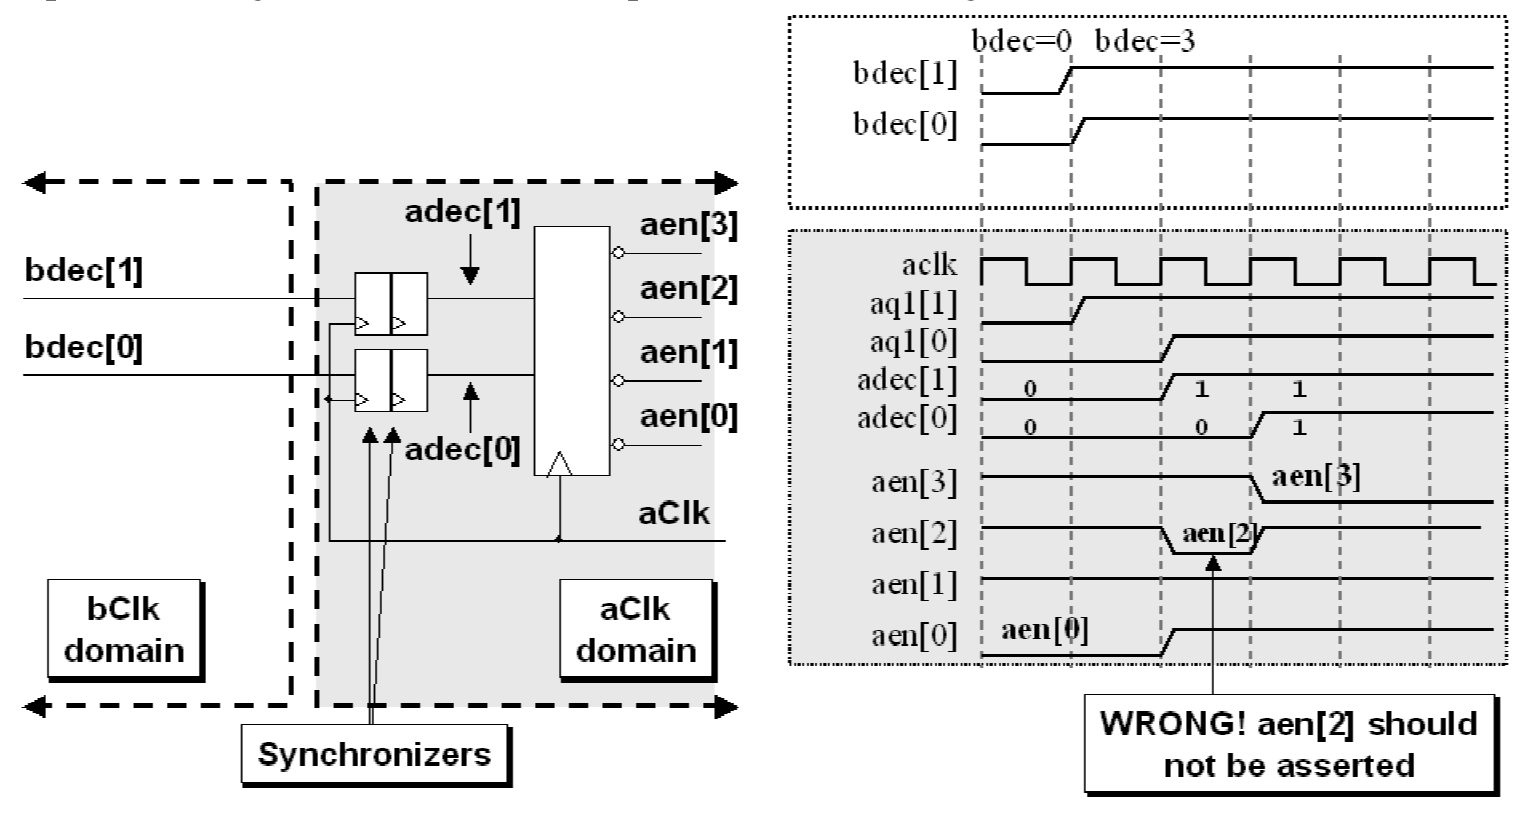 adec[1]
aen[3]
bdec[1]
aen[2]
bdec[0]
aen[1]
aen[0]
adec[0]
aClk
bClk
domain
aClk
domain
Synchronizers
bdec=0 bdec=3
bdec[1]
bdec[0]
aclk
aq1[1]
aq1[0]
adec[1] 0 1 1
adec[0] 0 0 1
aen[3] aen[3]
aen[2] aen[2]
aen[1]
aen[0] aen[0]
WRONG! aen[2] should
not be asserted